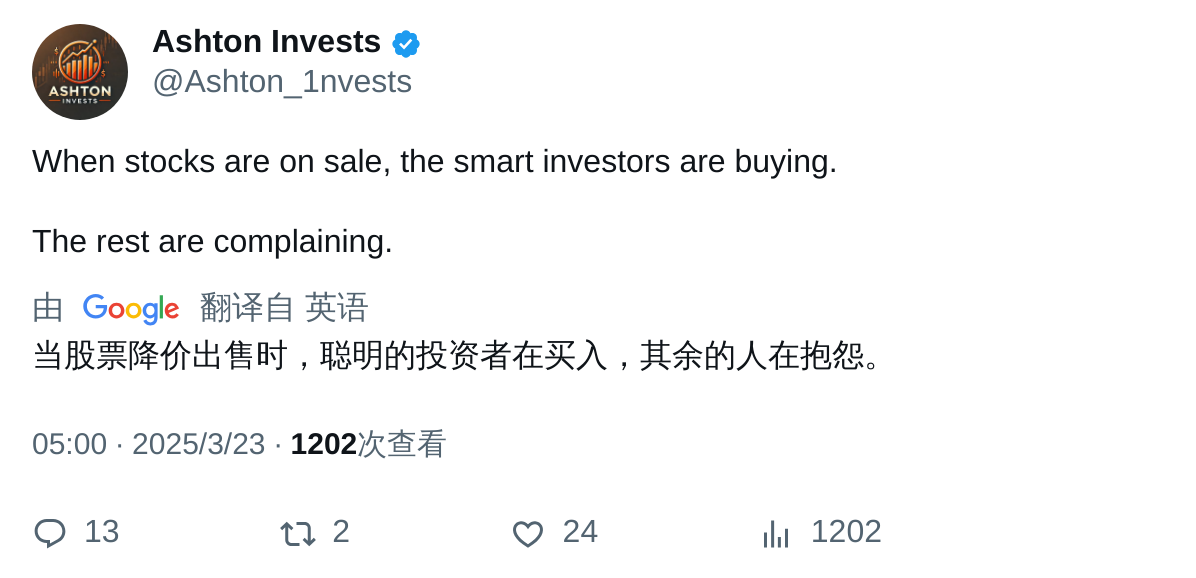 Ashton Invests
@Ashton_1nvests
ASHTON
INVESTS
When stocks are on sale, the smart investors are buying.
The rest are complaining.
由 Google 翻译自 英语
当股票降价出售时，聪明的投资者在买入，其余的人在抱怨。
05:00 · 2025/3/23 · 1202次查看
13 2 24 1202